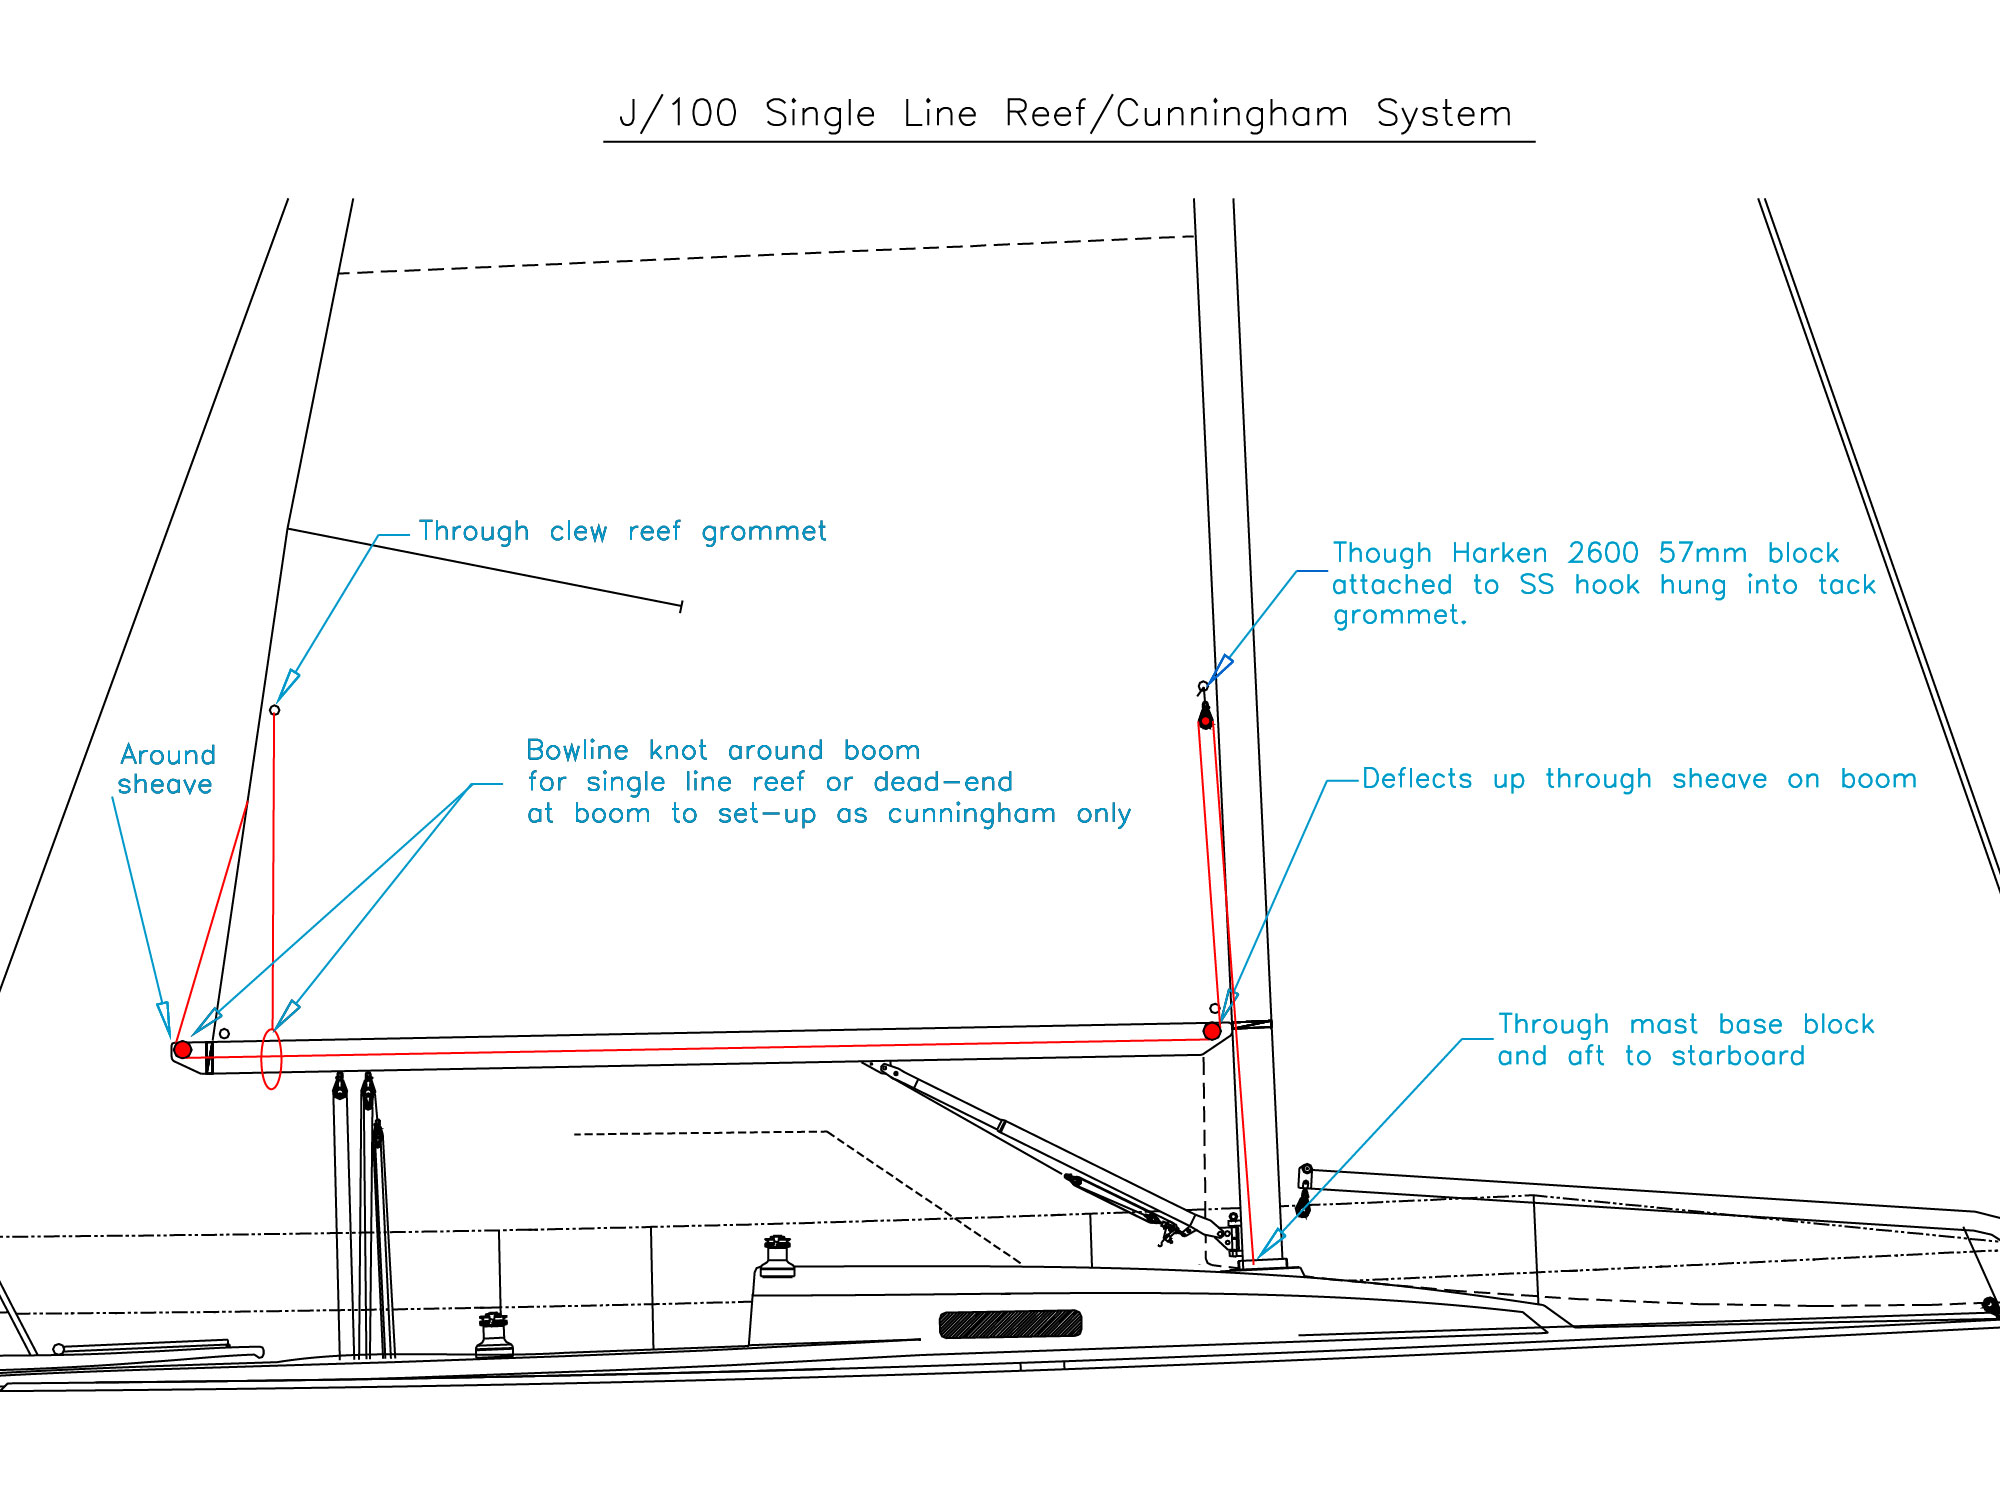 J/100 Single Line Reef/Cunningham System
Through clew reef grommet
Though Harken 2600 57mm block
attached to SS hook hung into tack
grommet.
Around
sheave
Bowline knot around boom
for single line reef or dead-end
at boom to set-up as cunningham only
Deflects up through sheave on boom
Through mast base block
and aft to starboard